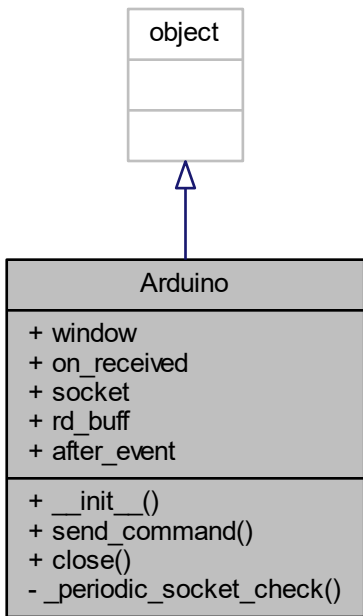 object
Arduino
+ window
+ on_received
+ socket
+ rd_buff
+ after_event
+ __init__()
+ send_command()
+ close()
- _periodic_socket_check()